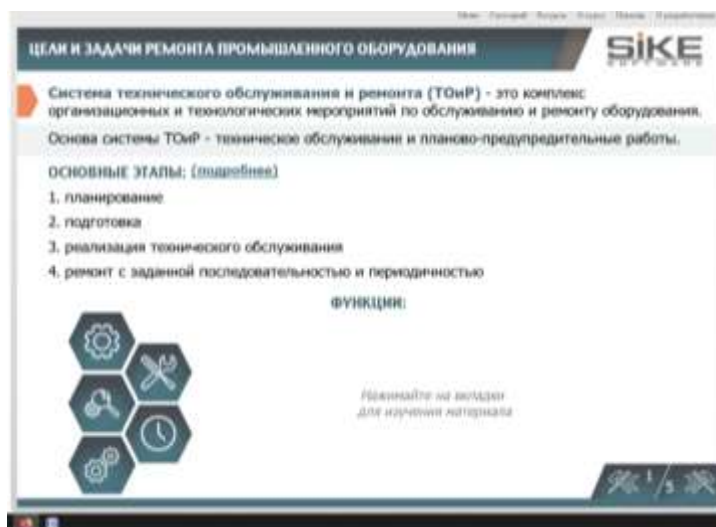 ЦЕЛИ И ЗАДАЧИ РЕМОНТА ПРОМЫШЛЕННОГО ОБОРУДОВАНИЯ
SiKE
SOFTWARE
Система технического обслуживания и ремонта (ТОиР) - это комплекс
организационных и технологических мероприятий по обслуживанию и ремонту оборудования.
Основа системы ТОиР - техническое обслуживание и планово-предупредительные работы.
ОСНОВНЫЕ ЭТАПЫ: (подробнее)
1. планирование
2. подготовка
3. реализация технического обслуживания
4. ремонт с заданной последовательностью и периодичностью
ФУНКЦИИ:
Нажимайте на вкладки
для изучения материала
1/5